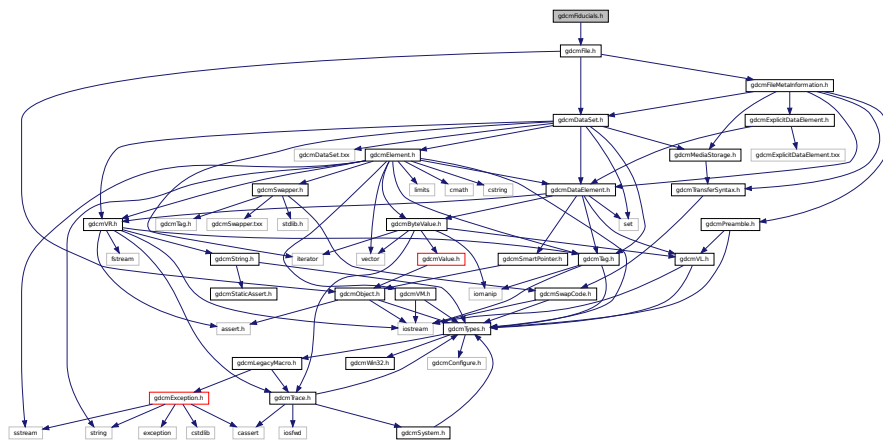 gdcmFiducials.h
gdcmFile.h
gdcmFileMetaInformation.h
gdcmDataSet.h
gdcmExplicitDataElement.h
gdcmDataSet.txx
gdcmElement.h
gdcmMediaStorage.h
gdcmExplicitDataElement.txx
gdcmSwapper.h
limits
cmath
cstring
gdcmDataElement.h
gdcmTransferSyntax.h
gdcmVR.h
gdcmTag.h
gdcmSwapper.txx
stdlib.h
gdcmByteValue.h
set
gdcmPreamble.h
fstream
gdcmString.h
iterator
vector
gdcmValue.h
gdcmSmartPointer.h
gdcmTag.h
gdcmVL.h
gdcmStaticAssert.h
gdcmObject.h
gdcmVM.h
iomanip
gdcmSwapCode.h
assert.h
iostream
gdcmTypes.h
gdcmLegacyMacro.h
gdcmWin32.h
gdcmConfigure.h
gdcmException.h
gdcmTrace.h
sstream
string
exception
cstdlib
cassert
iosfwd
gdcmSystem.h